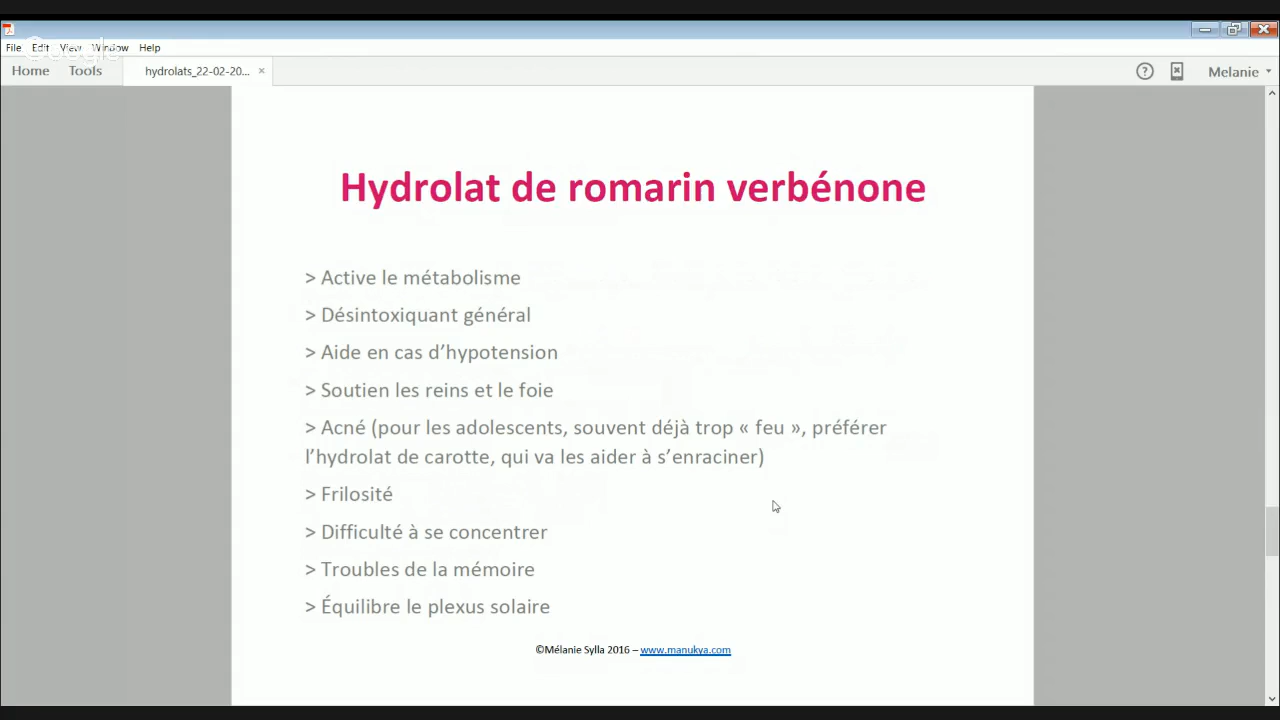 File Edit View Window Help
Home Tools hydrolats_22-02-20... × Melanie
Hydrolat de romarin verbénone
> Active le métabolisme
> Désintoxiquant général
> Aide en cas d’hypotension
> Soutien les reins et le foie
> Acné (pour les adolescents, souvent déjà trop « feu », préférer
l’hydrolat de carotte, qui va les aider à s’enraciner)
> Frilosité
> Difficulté à se concentrer
> Troubles de la mémoire
> Équilibre le plexus solaire
©Mélanie Sylla 2016 – www.manukya.com